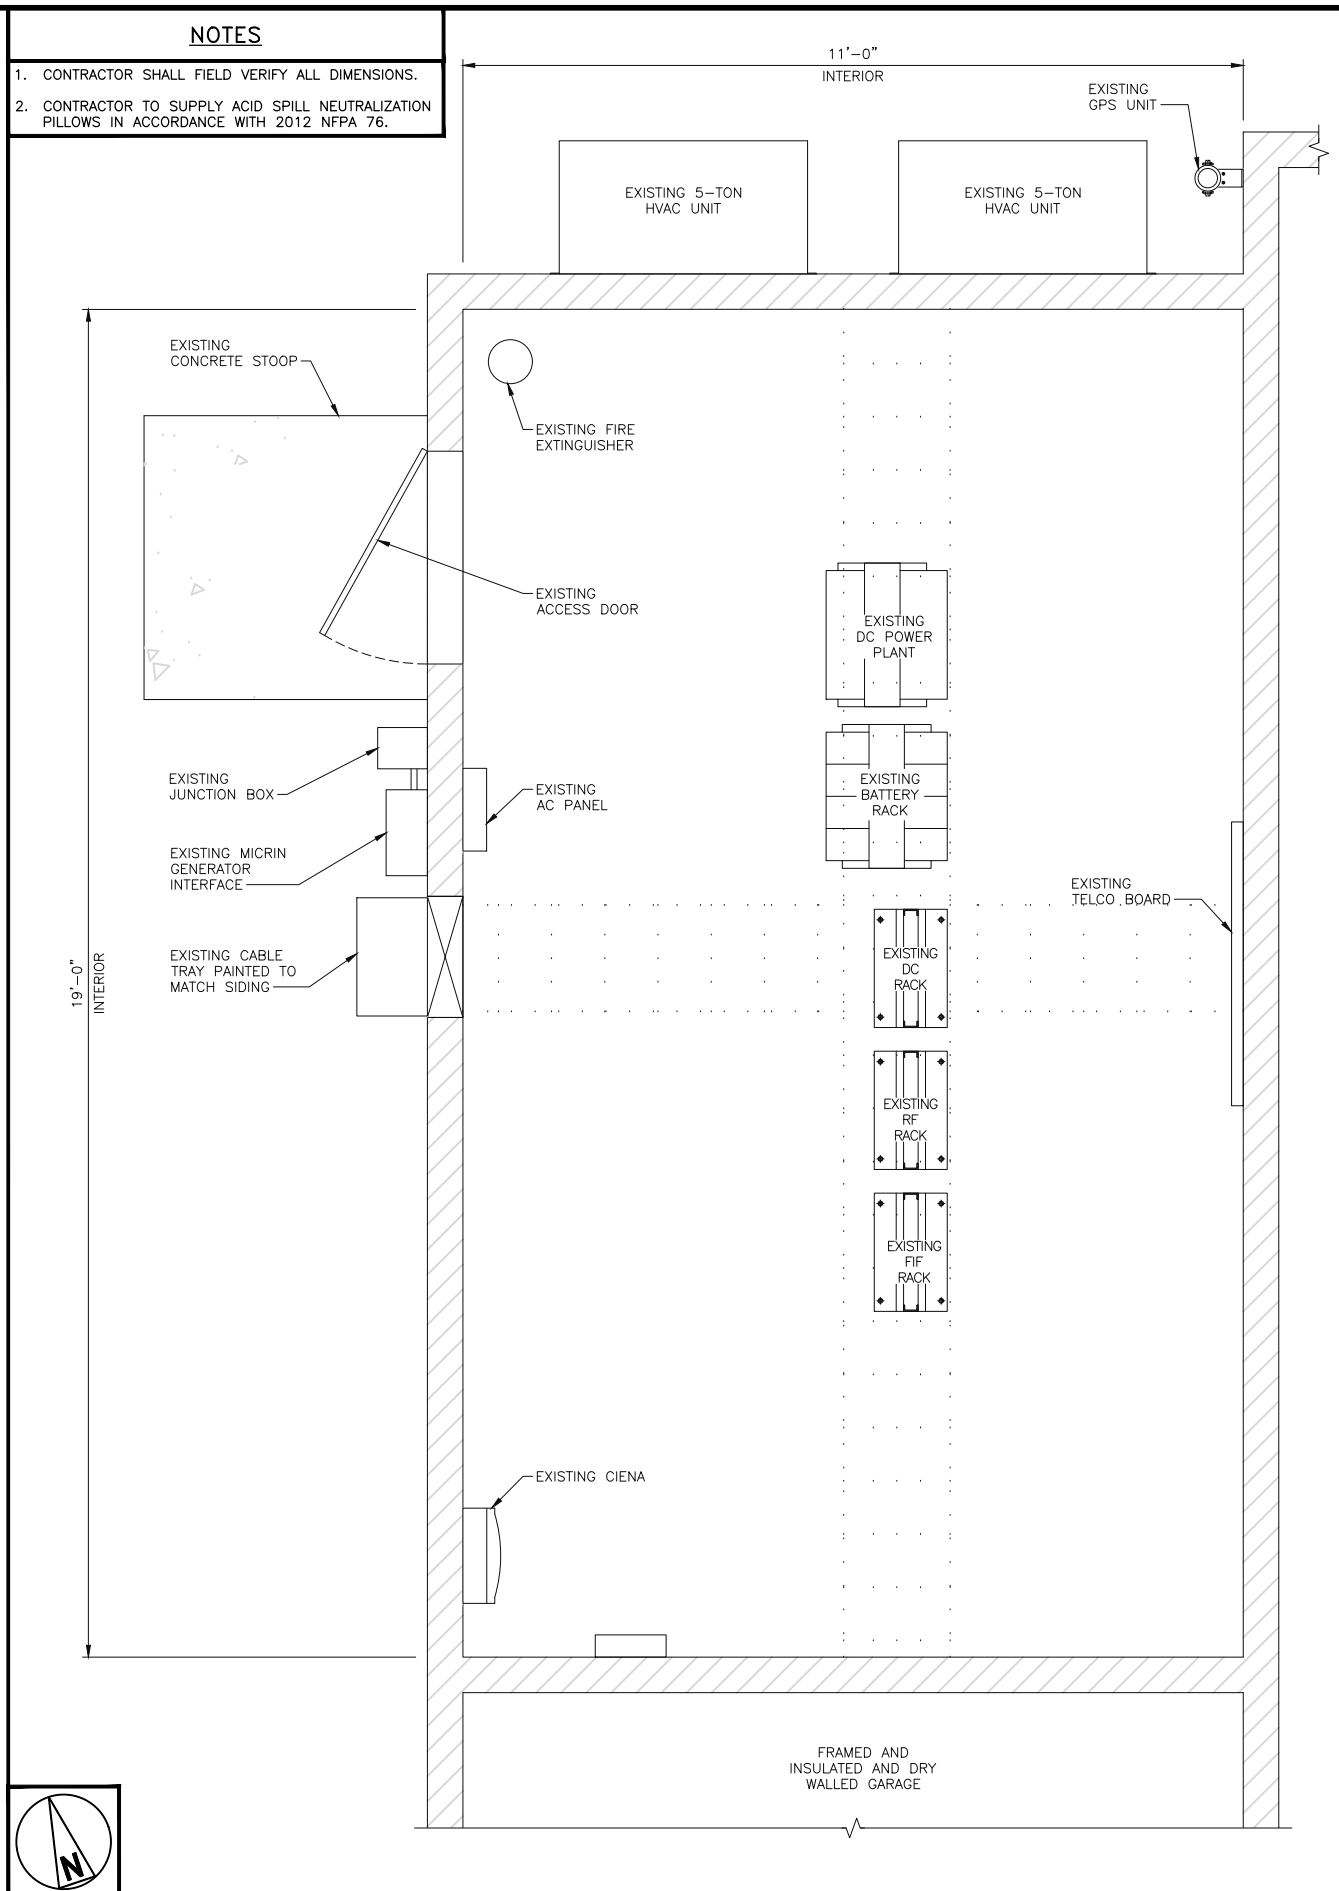 NOTES
1. CONTRACTOR SHALL FIELD VERIFY ALL DIMENSIONS.
2. CONTRACTOR TO SUPPLY ACID SPILL NEUTRALIZATION
PILLOWS IN ACCORDANCE WITH 2012 NFPA 76.
11'-0"
INTERIOR
EXISTING
GPS UNIT
EXISTING 5-TON
HVAC UNIT
EXISTING 5-TON
HVAC UNIT
EXISTING
CONCRETE STOOP
EXISTING FIRE
EXTINGUISHER
EXISTING
ACCESS DOOR
EXISTING
DC POWER
PLANT
EXISTING
JUNCTION BOX
EXISTING
AC PANEL
EXISTING
BATTERY
RACK
EXISTING MICRIN
GENERATOR
INTERFACE
EXISTING
TELCO BOARD
EXISTING CABLE
TRAY PAINTED TO
MATCH SIDING
EXISTING
DC
RACK
19'-0"
INTERIOR
EXISTING
RF
RACK
EXISTING
FIF
RACK
EXISTING CIENA
FRAMED AND
INSULATED AND DRY
WALLED GARAGE
N